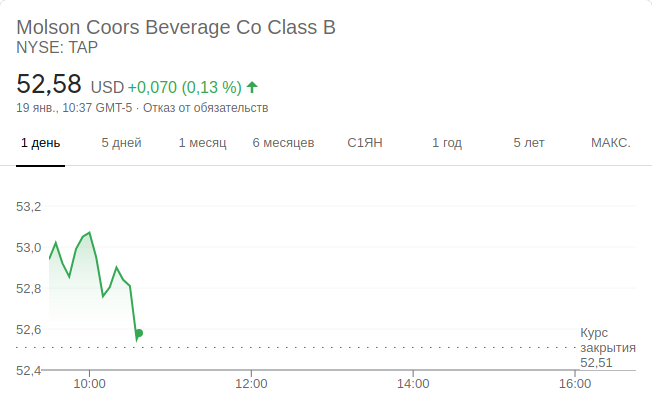 Molson Coors Beverage Co Class B
NYSE: TAP
52,58 USD +0,070 (0,13 %)
19 янв., 10:37 GMT-5 · Отказ от обязательств
1 день 5 дней 1 месяц 6 месяцев С1ЯН 1 год 5 лет МАКС.
53,2
53,0
52,8
52,6
Курс
закрытия
52,51
52,4
10:00 12:00 14:00 16:00